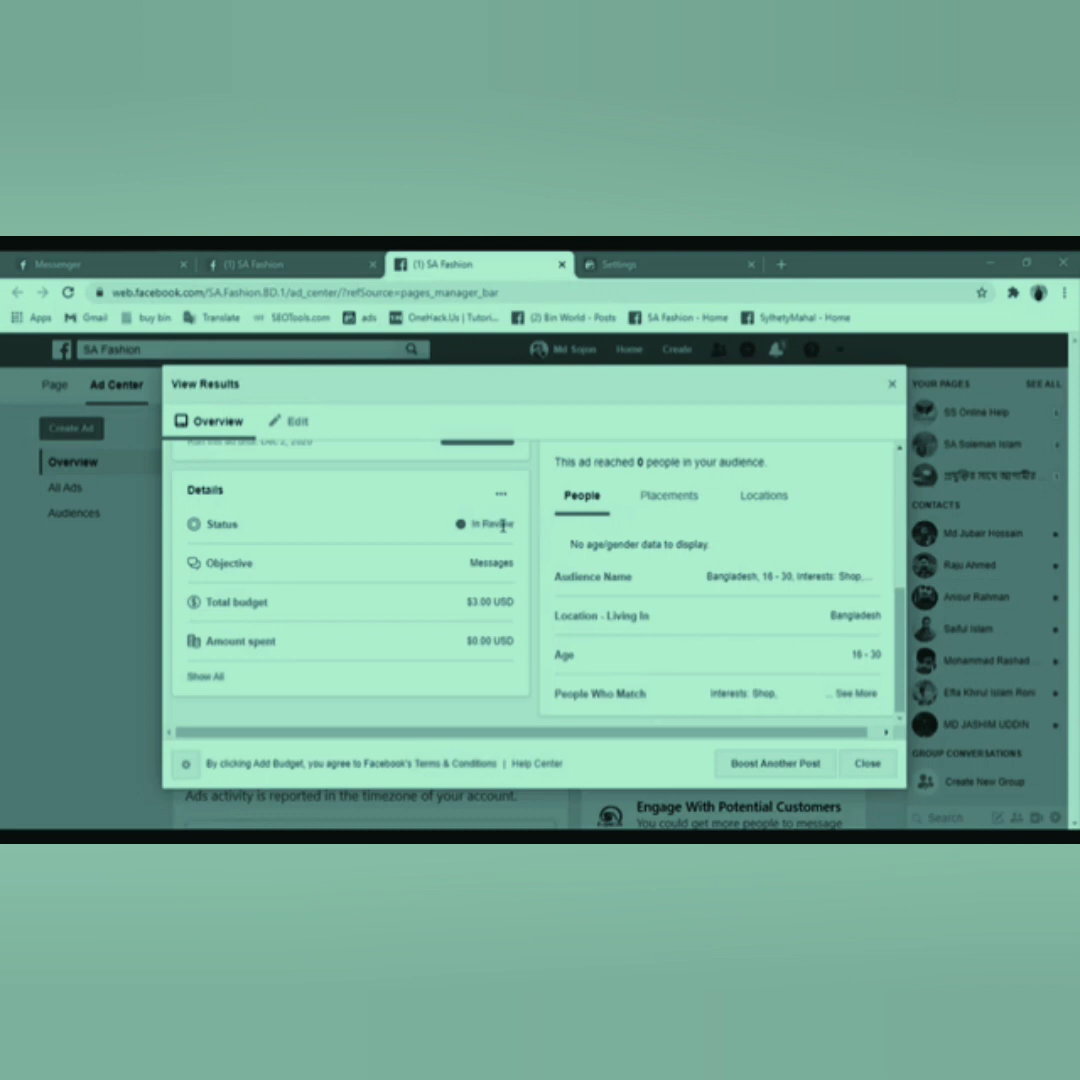 Messenger
(1) SA Fashion
(1) SA Fashion
Settings
web.facebook.com/SA.Fashion.BD.1/ad_center/?refSource=pages_manager_bar
Apps
Gmail
buy bin
Translate
SEOTools.com
ads
OneHack.Us | Tutori...
(2) Bin World - Posts
SA Fashion - Home
SylhetyMahal - Home
SA Fashion
Md Sojon
Home
Create
Page
Ad Center
Create Ad
Overview
All Ads
Audiences
View Results
Overview
Edit
Details
...
Status
In Review
Objective
Messages
Total budget
$3.00 USD
Amount spent
$0.00 USD
Show All
This ad reached 0 people in your audience.
People
Placements
Locations
No age/gender data to display.
Audience Name
Bangladesh, 16 - 30, Interests: Shop,...
Location - Living In
Bangladesh
Age
16 - 30
People Who Match
Interests: Shop,
... See More
By clicking Add Budget, you agree to Facebook's Terms & Conditions | Help Center
Boost Another Post
Close
Ads activity is reported in the timezone of your account.
Engage With Potential Customers
You could get more people to message
YOUR PAGES
SEE ALL
SS Online Help
SA Soleman Islam
CONTACTS
Md Jubair Hossain
Raju Ahmed
Anour Rahman
Saiful Islam
Mohammad Rashad ...
Efta Khirul Islam Roni
MD JASHIM UDDIN
GROUP CONVERSATIONS
Create New Group
Search